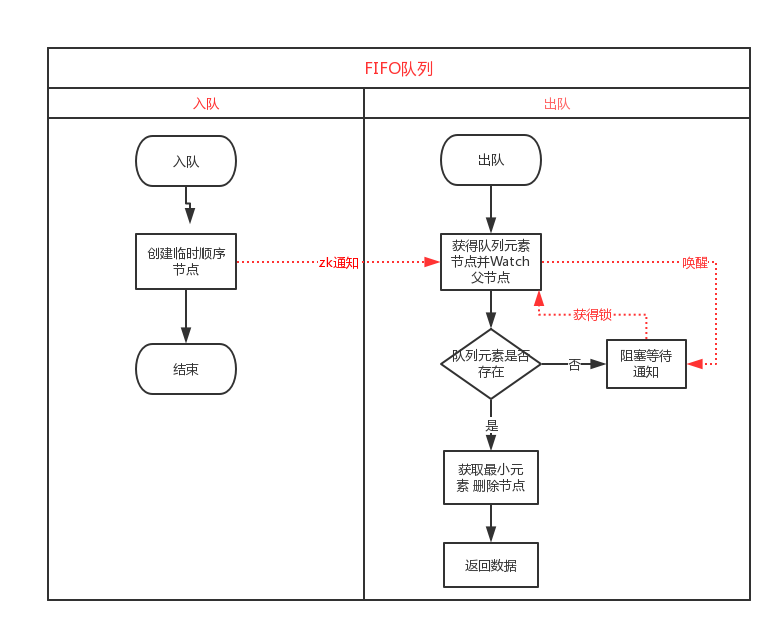 FIFO队列
入队
出队
入队
出队
创建临时顺序
节点
zk通知
获得队列元素
节点并Watch
父节点
唤醒
获得锁
结束
队列元素是否
存在
否
阻塞等待
通知
是
获取最小元
素 删除节点
返回数据